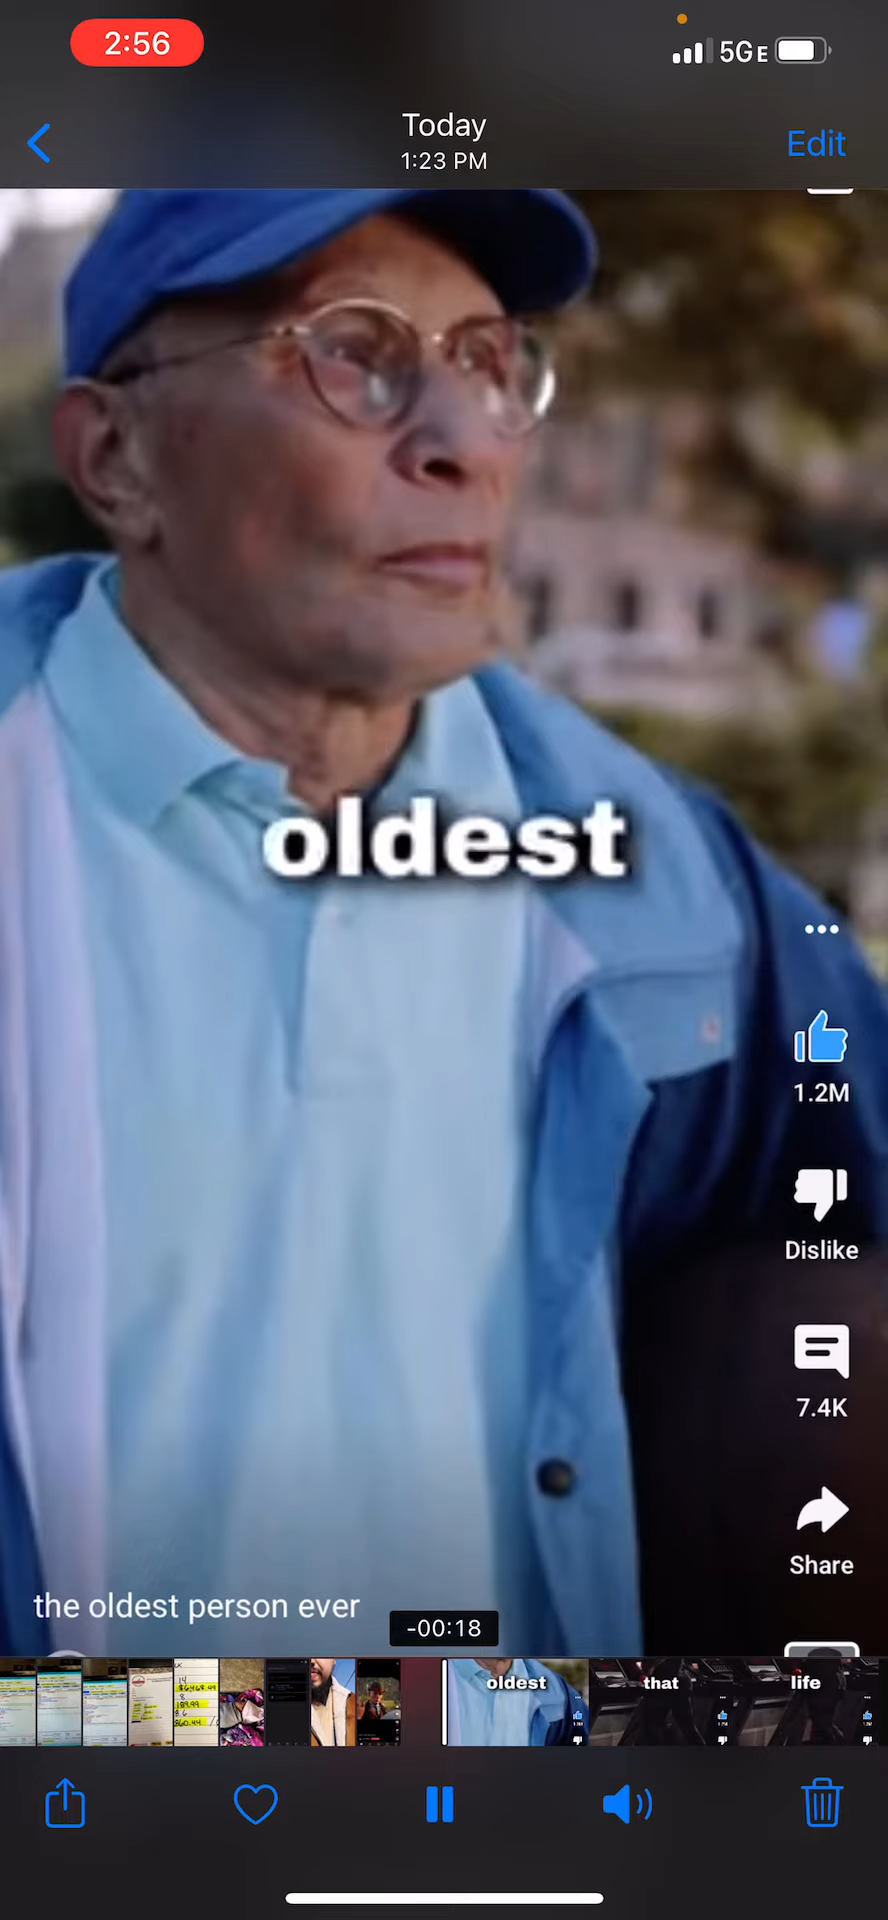 2:56
5GE
Today
1:23 PM
Edit
oldest
1.2M
Dislike
7.4K
Share
the oldest person ever
-00:18
oldest
that
life